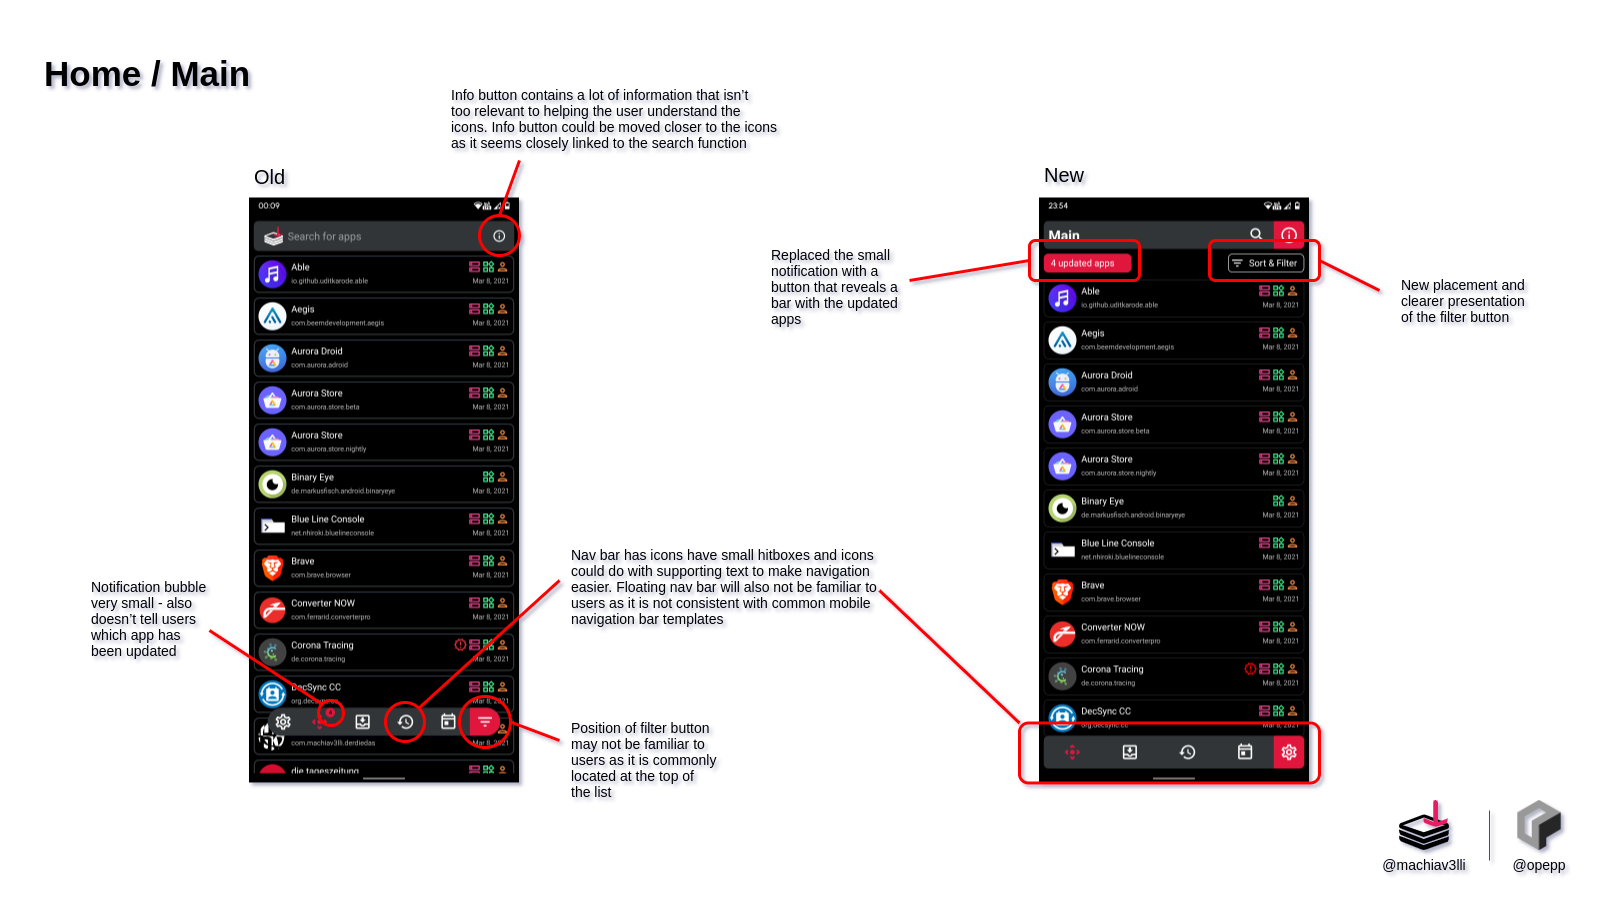 Home / Main
Info button contains a lot of information that isn't
too relevant to helping the user understand the
icons. Info button could be moved closer to the icons
as it seems closely linked to the search function
Old
00:09
Search for apps
Able
io.github.uditkarode.able
Mar 8, 2021
Aegis
com.beemdevelopment.aegis
Mar 8, 2021
Aurora Droid
com.aurora.adroid
Mar 8, 2021
Aurora Store
com.aurora.store.beta
Mar 8, 2021
Aurora Store
com.aurora.store.nightly
Mar 8, 2021
Binary Eye
de.markusfisch.android.binaryeye
Mar 8, 2021
Blue Line Console
net.nhiroki.bluelineconsole
Mar 8, 2021
Brave
com.brave.browser
Mar 8, 2021
Converter NOW
com.ferrarid.converterpro
Mar 8, 2021
Corona Tracing
de.corona.tracing
Mar 8, 2021
DecSync CC
Mar 8, 2021
com.machiav3lli.derdiedas
Mar 8, 2021
die tageszeitung
Notification bubble
very small - also
doesn't tell users
which app has
been updated
Nav bar has icons have small hitboxes and icons
could do with supporting text to make navigation
easier. Floating nav bar will also not be familiar to
users as it is not consistent with common mobile
navigation bar templates
Position of filter button
may not be familiar to
users as it is commonly
located at the top of
the list
Replaced the small
notification with a
button that reveals a
bar with the updated
apps
New
23:54
Main
4 updated apps
Sort & Filter
Able
io.github.uditkarode.able
Mar 8, 2021
Aegis
com.beemdevelopment.aegis
Mar 8, 2021
Aurora Droid
com.aurora.adroid
Mar 8, 2021
Aurora Store
com.aurora.store.beta
Mar 8, 2021
Aurora Store
com.aurora.store.nightly
Mar 8, 2021
Binary Eye
de.markusfisch.android.binaryeye
Mar 8, 2021
Blue Line Console
net.nhiroki.bluelineconsole
Mar 8, 2021
Brave
com.brave.browser
Mar 8, 2021
Converter NOW
com.ferrarid.converterpro
Mar 8, 2021
Corona Tracing
de.corona.tracing
Mar 8, 2021
DecSync CC
org.decsync.cc
Mar 8, 2021
New placement and
clearer presentation
of the filter button
@machiav3lli
@opepp